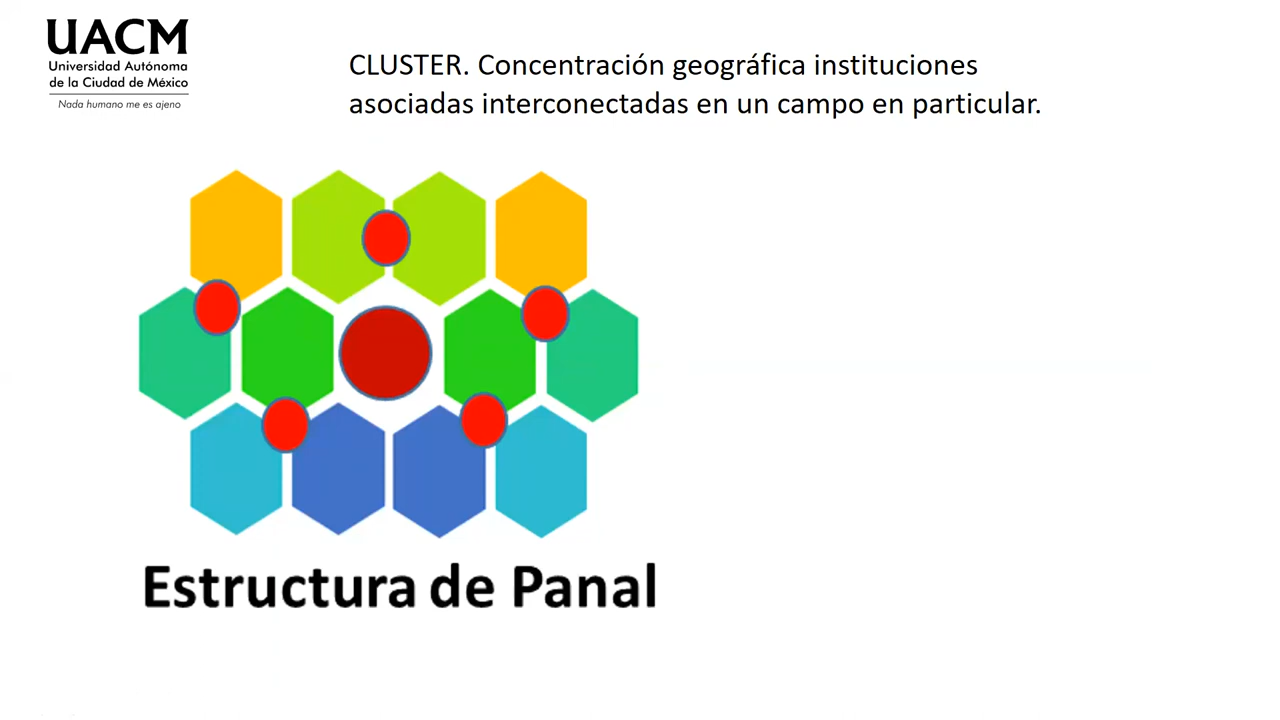 UACM
Universidad Autónoma
de la Ciudad de México
Nada humano me es ajeno
CLUSTER. Concentración geográfica instituciones
asociadas interconectadas en un campo en particular.
Estructura de Panal